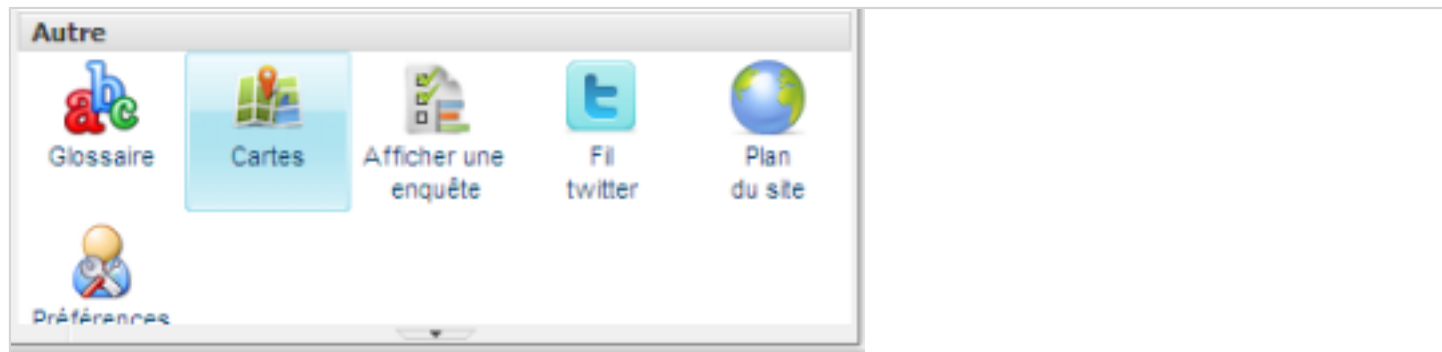 Autre
Glossaire
Cartes
Afficher une
enquête
Fil
twitter
Plan
du site
Préférences